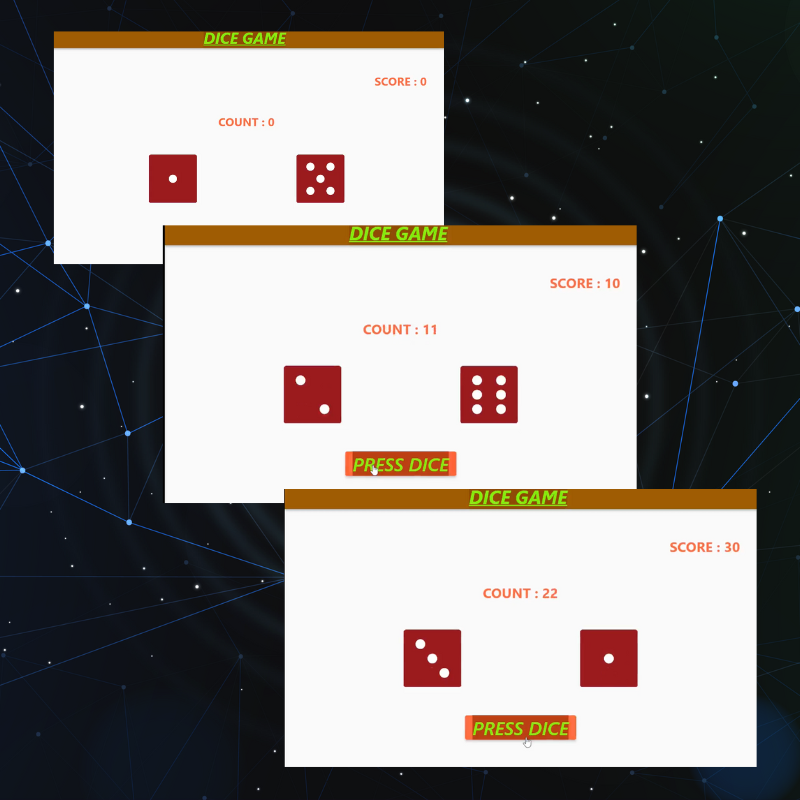 DICE GAME
SCORE : 0
COUNT : 0
DICE GAME
SCORE : 10
COUNT : 11
PRESS DICE
DICE GAME
SCORE : 30
COUNT : 22
PRESS DICE